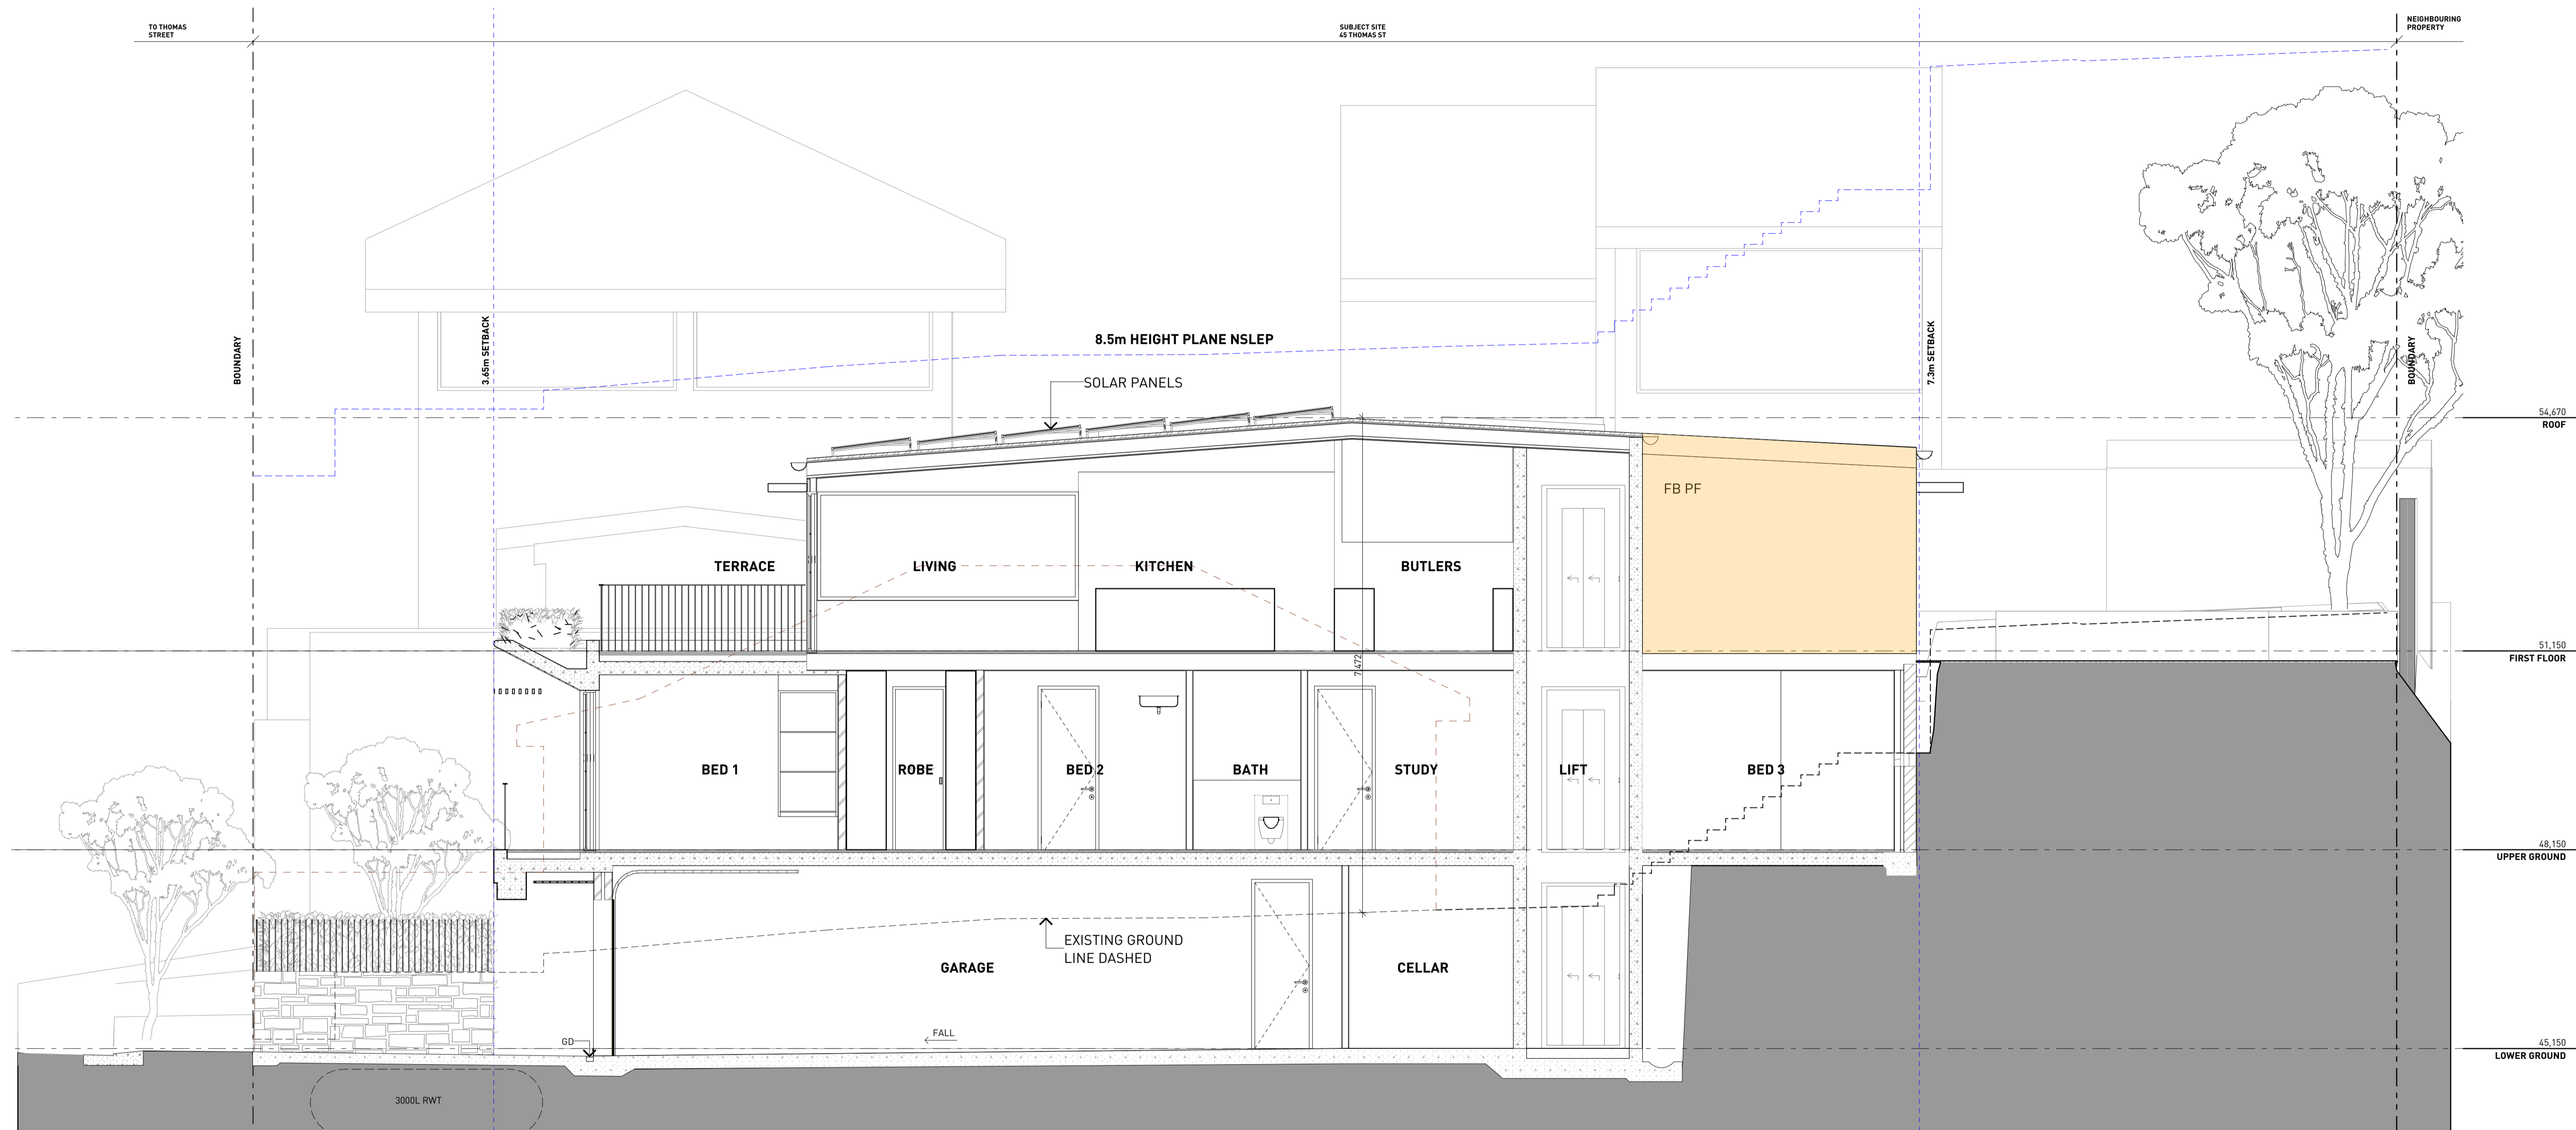 TO THOMAS
STREET
SUBJECT SITE
45 THOMAS ST
NEIGHBOURING
PROPERTY
BOUNDARY
3.65m SETBACK
8.5m HEIGHT PLANE NSLEP
SOLAR PANELS
7.3m SETBACK
BOUNDARY
54,670
ROOF
FB PF
TERRACE
LIVING
KITCHEN
BUTLERS
7,472
51,150
FIRST FLOOR
BED 1
ROBE
BED 2
BATH
STUDY
LIFT
BED 3
48,150
UPPER GROUND
EXISTING GROUND
LINE DASHED
GARAGE
CELLAR
FALL
GD
45,150
LOWER GROUND
3000L RWT